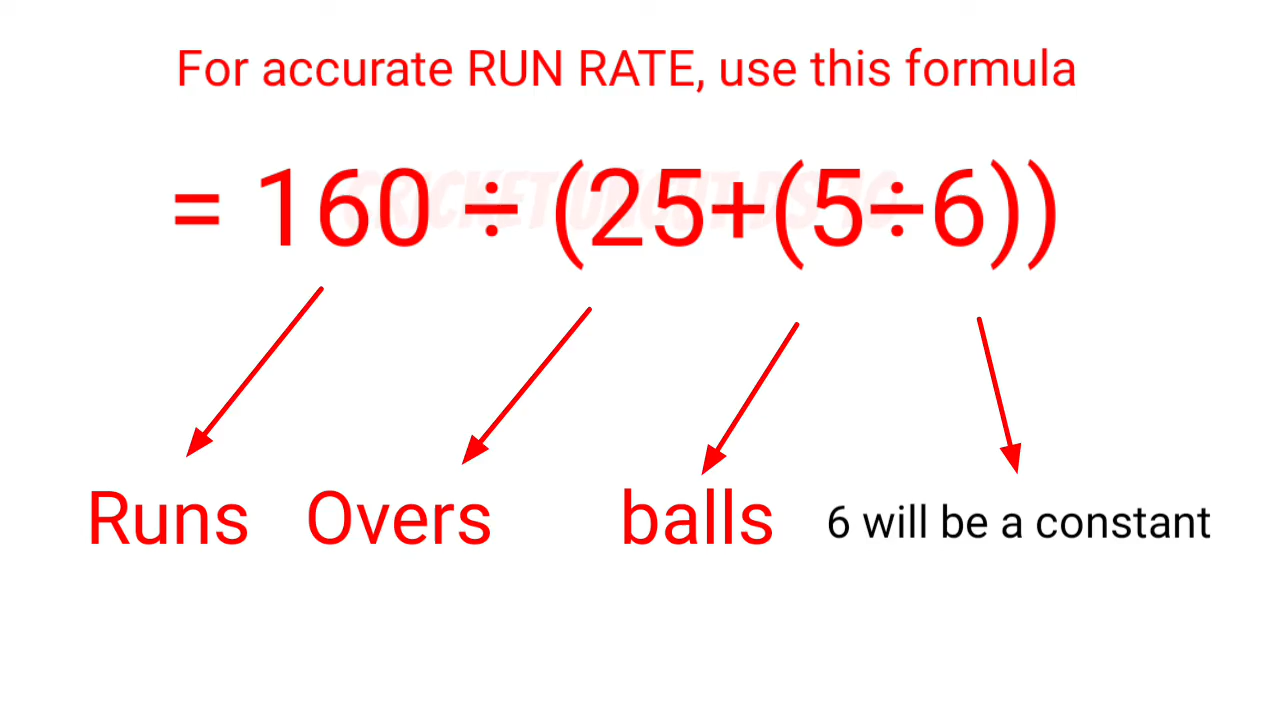 For accurate RUN RATE, use this formula
= 160 ÷ (25+(5÷6))
Runs Overs balls 6 will be a constant